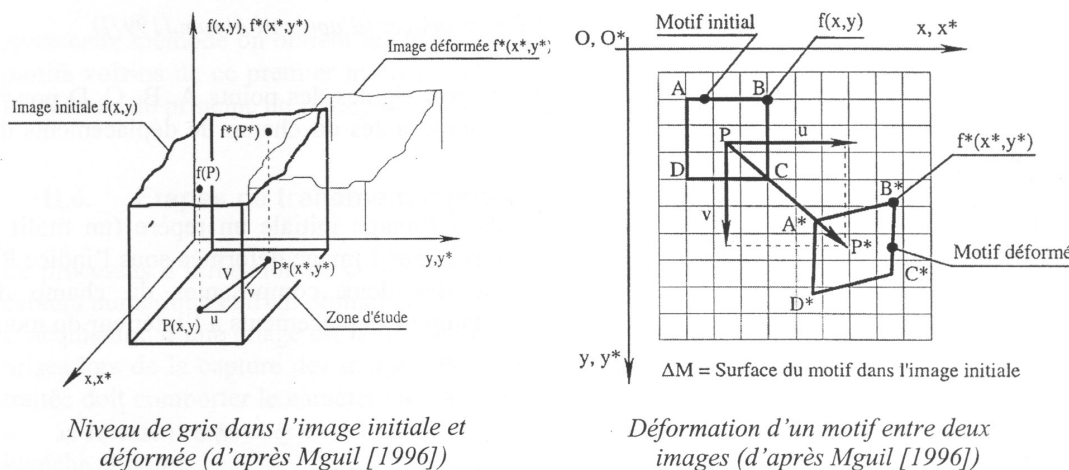 f(x,y), f*(x*,y*)
Image déformée f*(x*,y*)
Image initiale f(x,y)
f*(P*)
f(P)
y,y*
V
P*(x*,y*)
v
P(x,y)
u
Zone d'étude
x,x*
Niveau de gris dans l'image initiale et
déformée (d'après Mguil [1996])
Motif initial
f(x,y)
O, O*
x, x*
A
B
P
u
f*(x*,y*)
D
C
B*
v
A*
P*
Motif déformé
C*
D*
y, y*
ΔM = Surface du motif dans l'image initiale
Déformation d'un motif entre deux
images (d'après Mguil [1996])